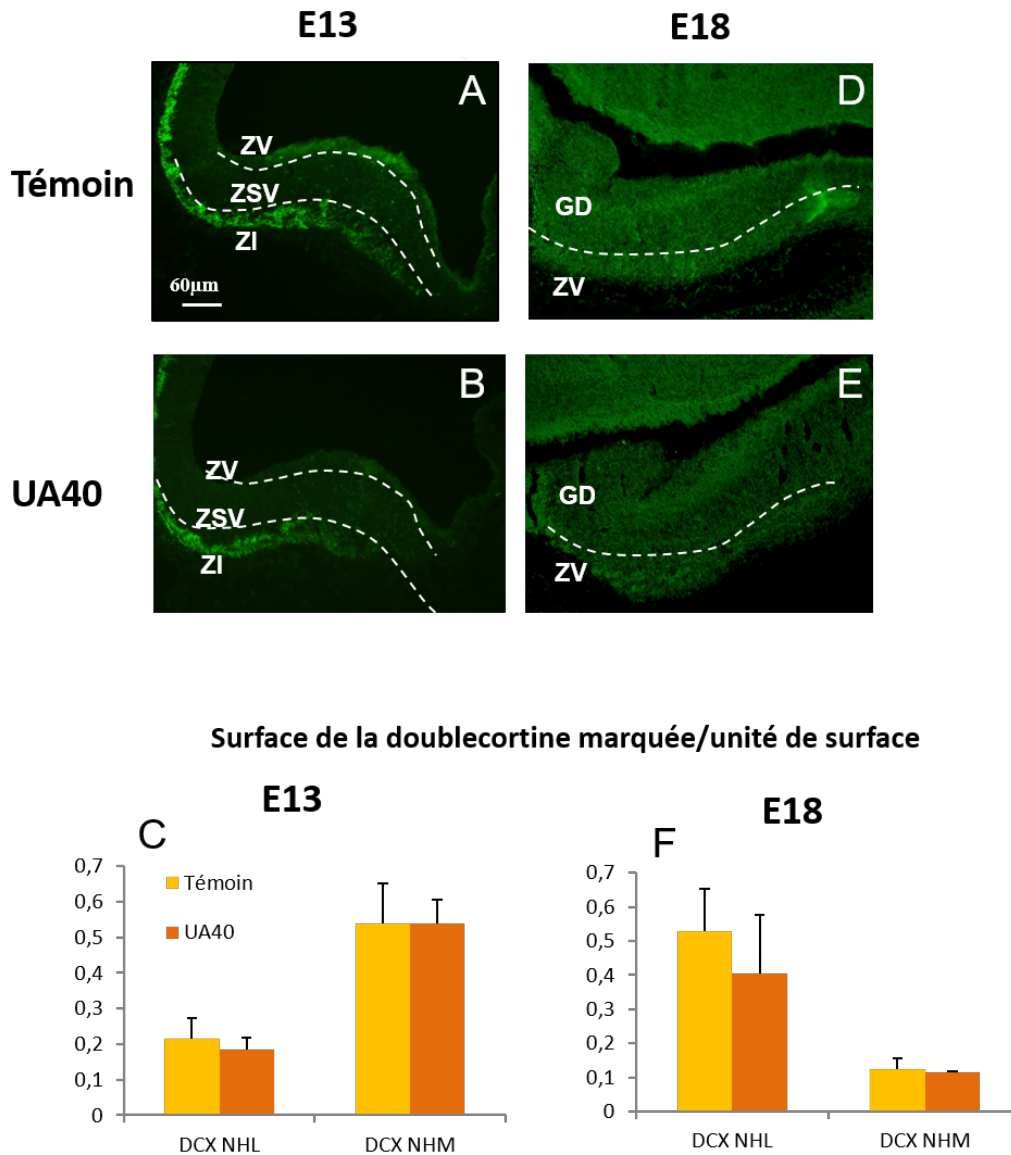 E13
E18
Témoin
A
ZV
ZSV
ZI
60µm
D
GD
ZV
UA40
B
ZV
ZSV
ZI
E
GD
ZV
Surface de la doublecortine marquée/unité de surface
E13
C
0,7
0,6
0,5
0,4
0,3
0,2
0,1
0
Témoin
UA40
DCX NHL
DCX NHM
E18
F
0,7
0,6
0,5
0,4
0,3
0,2
0,1
0
DCX NHL
DCX NHM